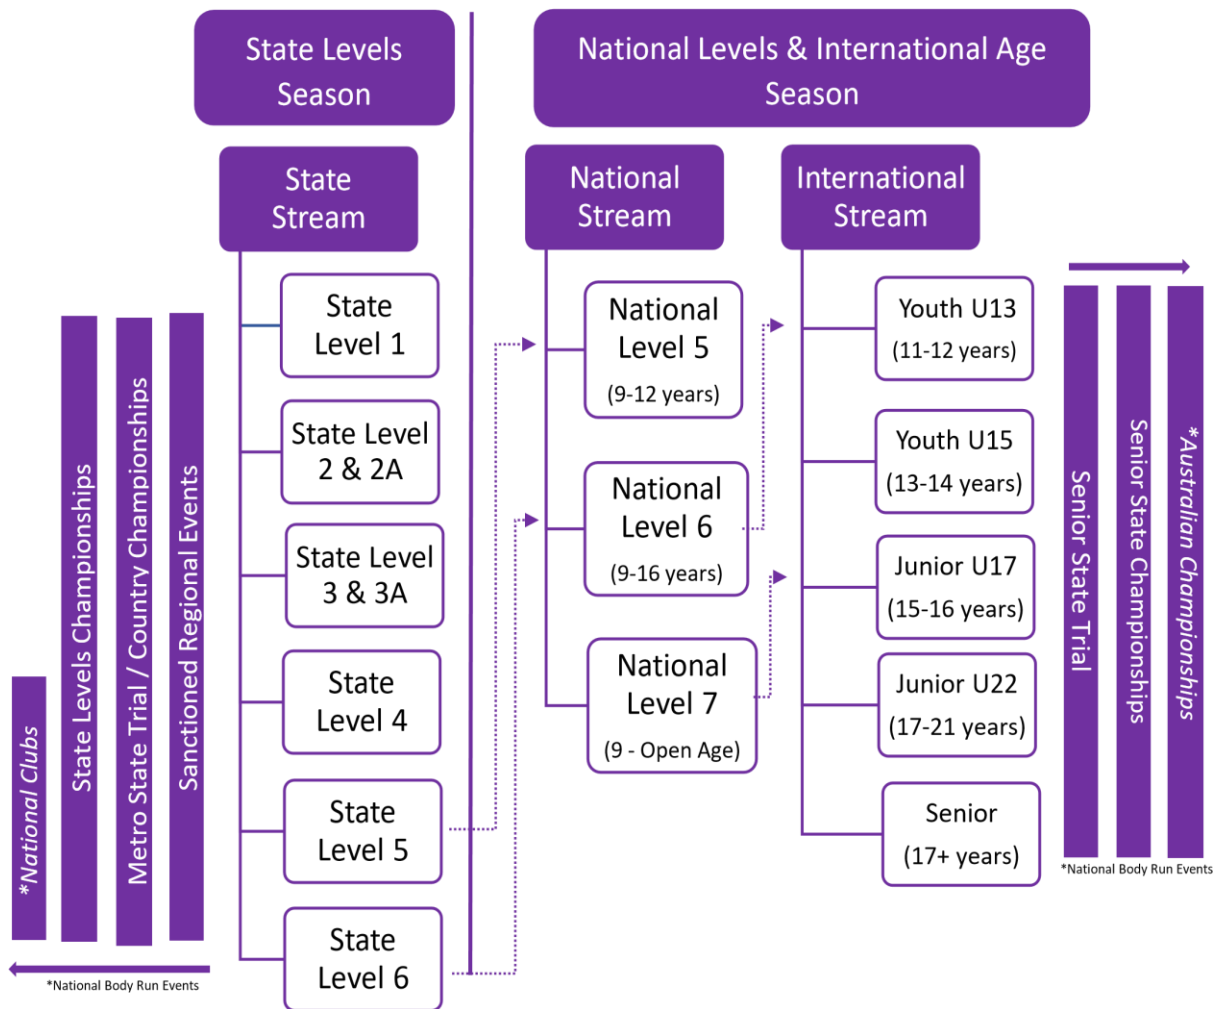 State Levels
Season
National Levels & International Age
Season
State
Stream
National
Stream
International
Stream
State
Level 1
State Level
2 & 2A
State Level
3 & 3A
State
Level 4
State
Level 5
State
Level 6
National
Level 5
(9-12 years)
National
Level 6
(9-16 years)
National
Level 7
(9 - Open Age)
Youth U13
(11-12 years)
Youth U15
(13-14 years)
Junior U17
(15-16 years)
Junior U22
(17-21 years)
Senior
(17+ years)
*National Clubs
State Levels Championships
Metro State Trial / Country Championships
Sanctioned Regional Events
*National Body Run Events
Senior State Trial
Senior State Championships
*Australian Championships
*National Body Run Events